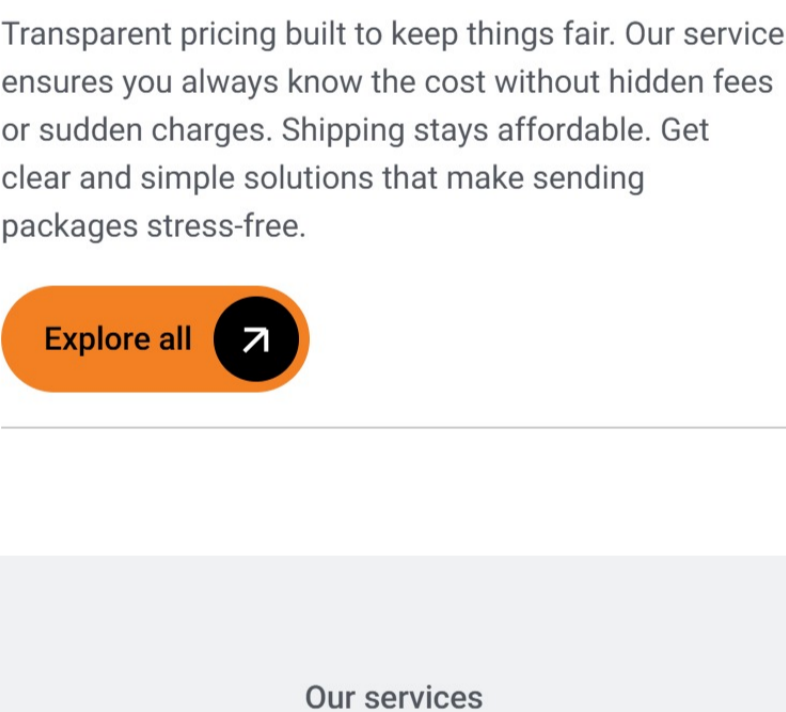 Transparent pricing built to keep things fair. Our service
ensures you always know the cost without hidden fees
or sudden charges. Shipping stays affordable. Get
clear and simple solutions that make sending
packages stress-free.
Explore all
Our services